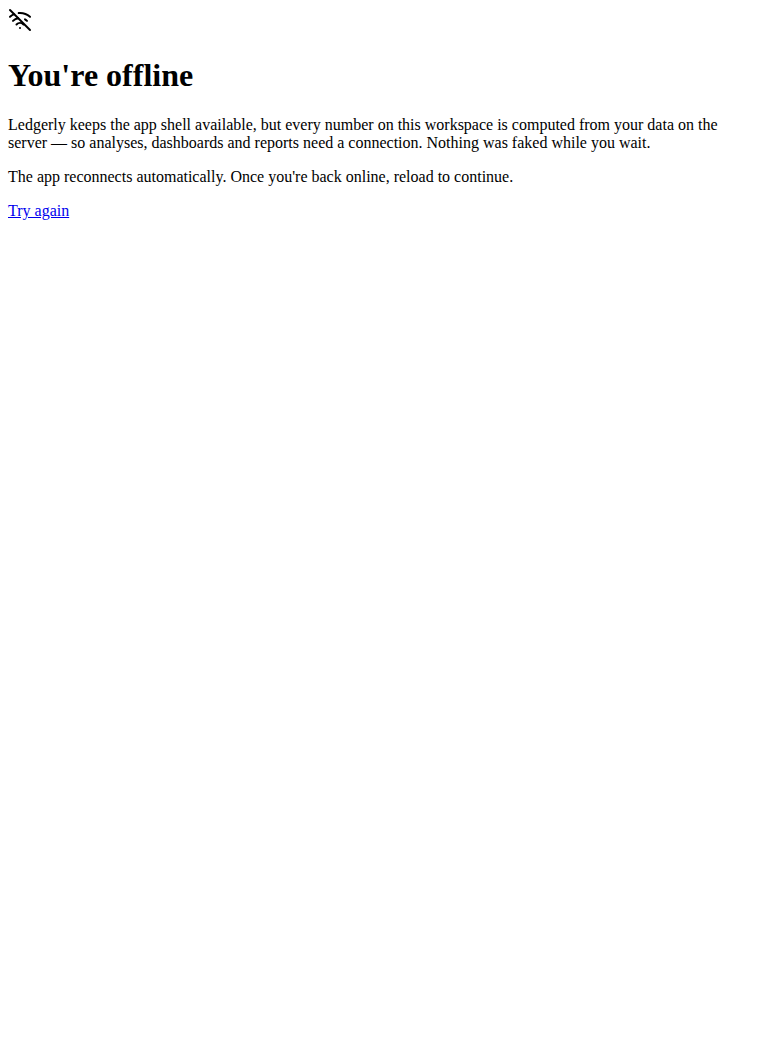 You're offline
Ledgerly keeps the app shell available, but every number on this workspace is computed from your data on the
server — so analyses, dashboards and reports need a connection. Nothing was faked while you wait.
The app reconnects automatically. Once you're back online, reload to continue.
Try again